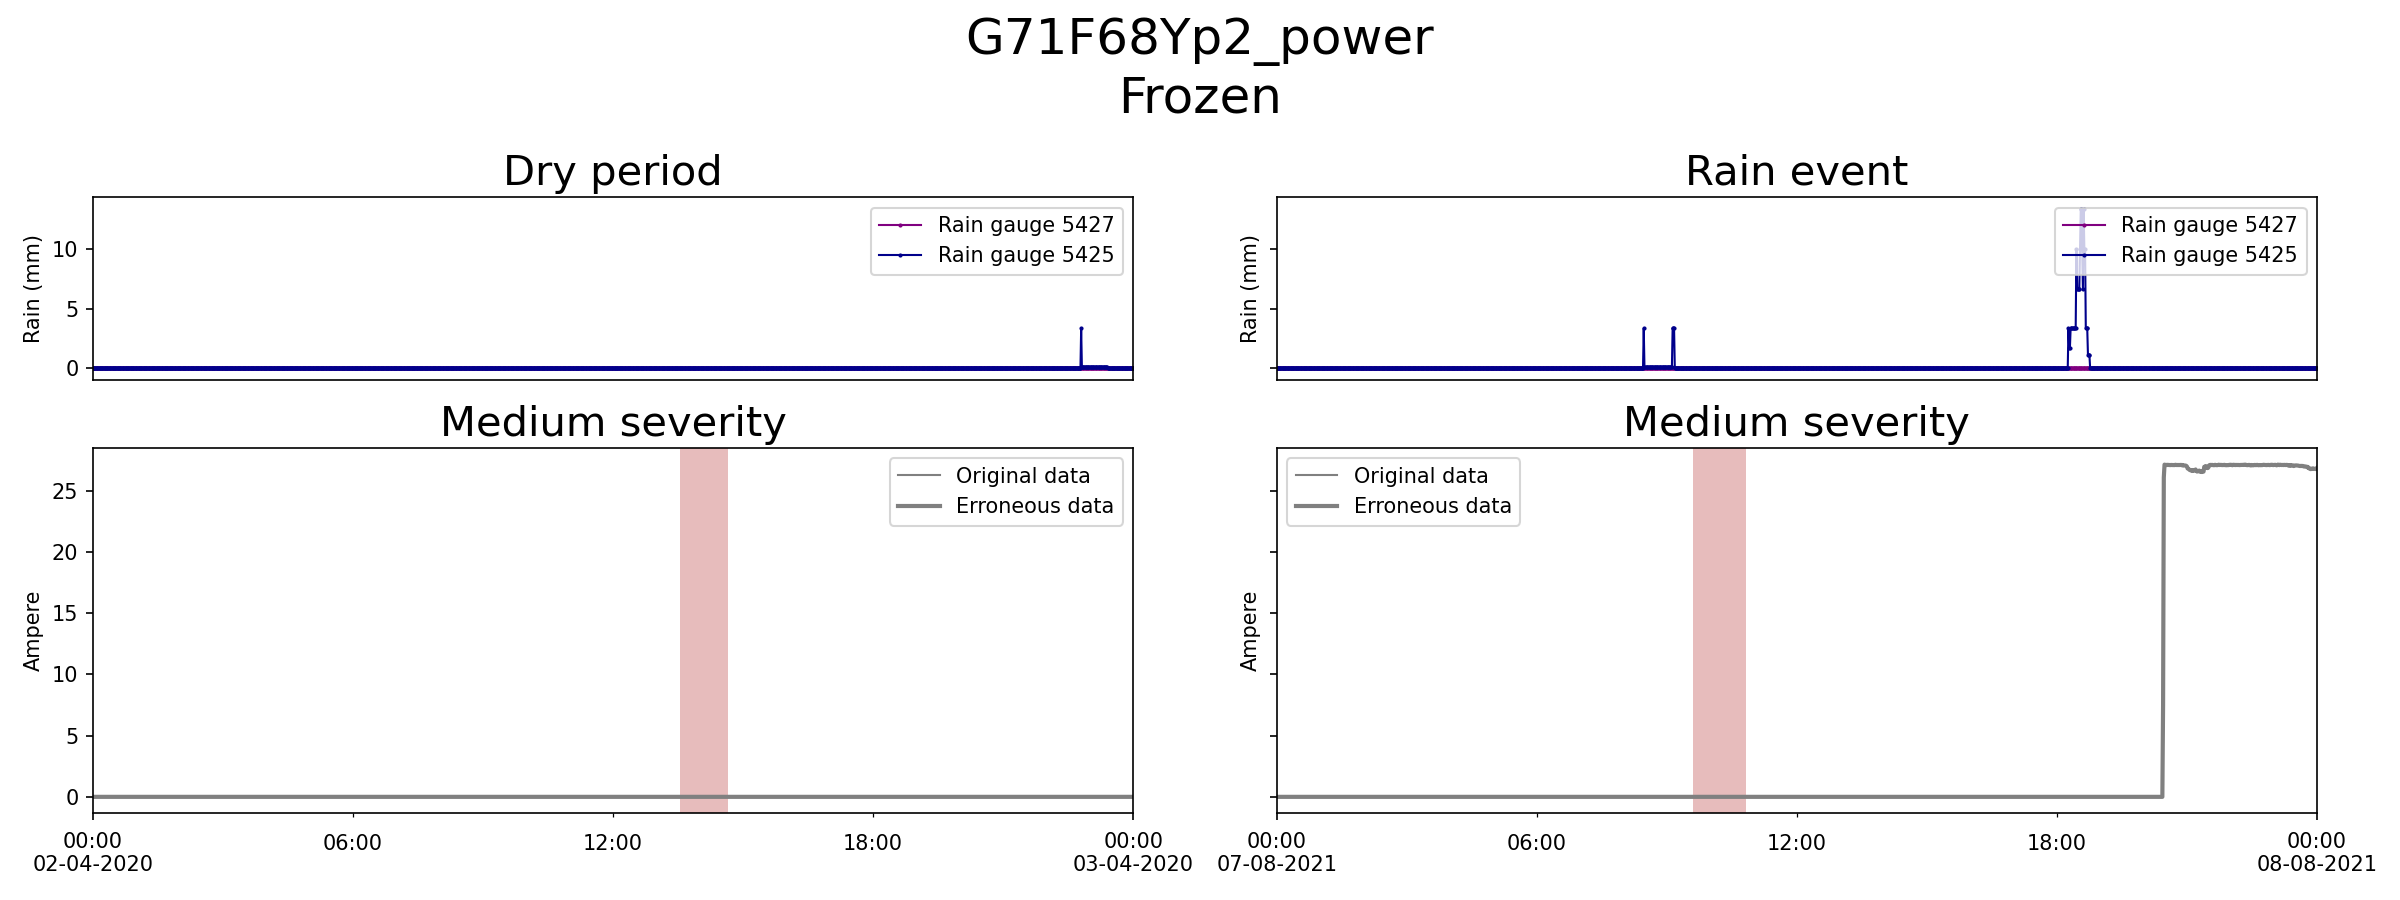 G71F68Yp2_power
Frozen
Dry period
Rain event
Rain (mm)
10
5
0
Rain gauge 5427
Rain gauge 5425
Rain (mm)
Rain gauge 5427
Rain gauge 5425
Medium severity
Medium severity
Ampere
25
20
15
10
5
0
Original data
Erroneous data
Ampere
Original data
Erroneous data
00:00 06:00 12:00 18:00 00:00
02-04-2020 03-04-2020
00:00 06:00 12:00 18:00 00:00
07-08-2021 08-08-2021